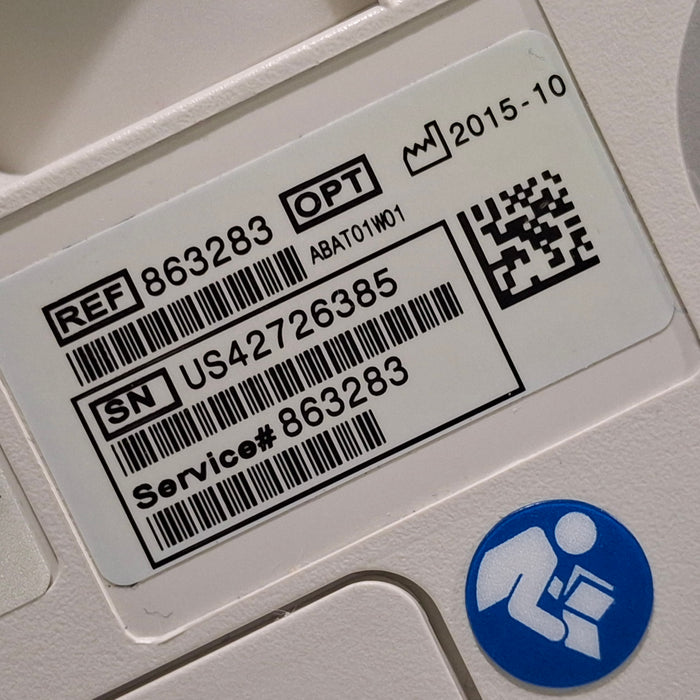 REF 863283 OPT 2015-10
ABAT01W01
SN US42726385
Service# 863283